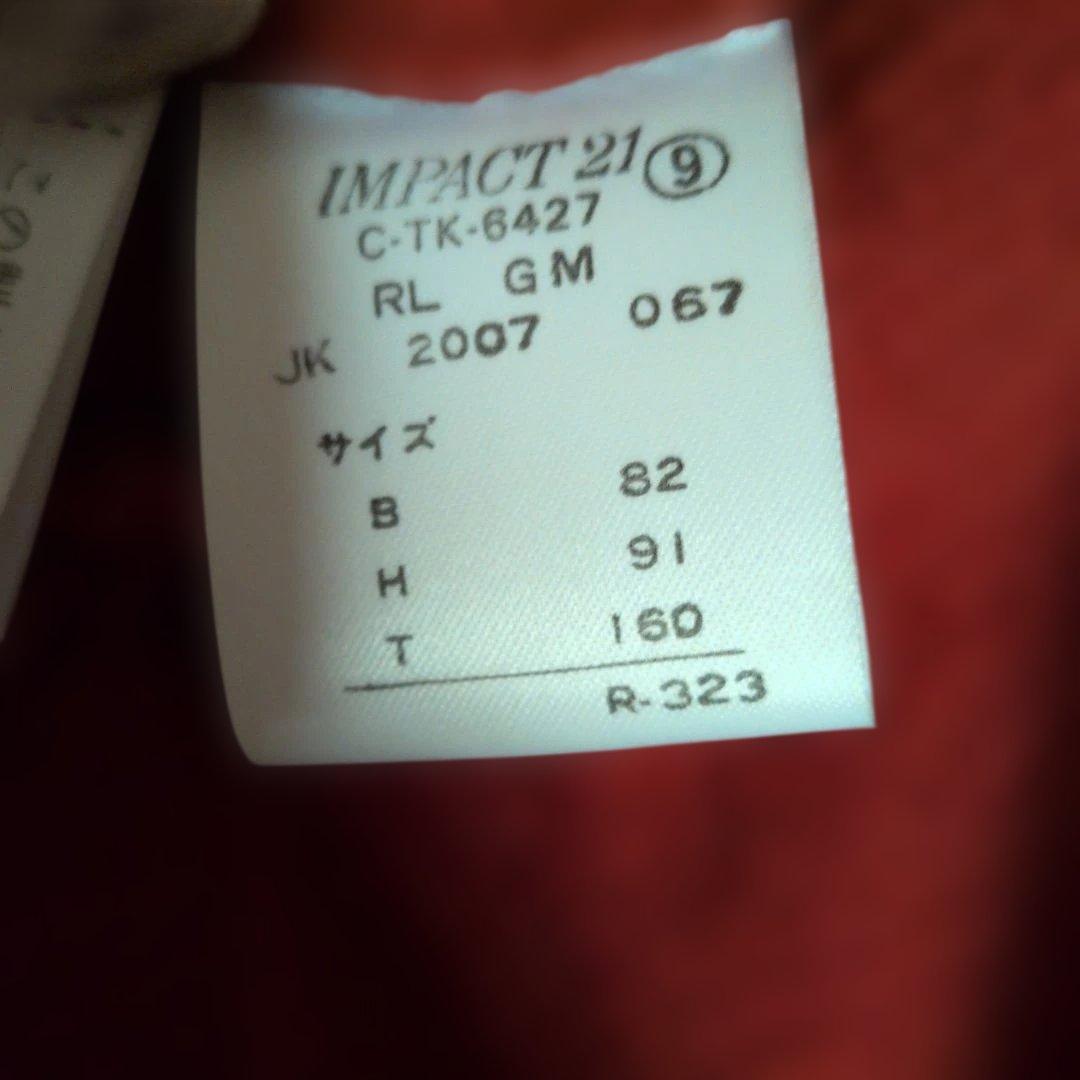 IMPACT 21 ⑨
C-TK-6427
RL GM
JK 2007 067
サイズ
B 82
H 91
T 160
R-323